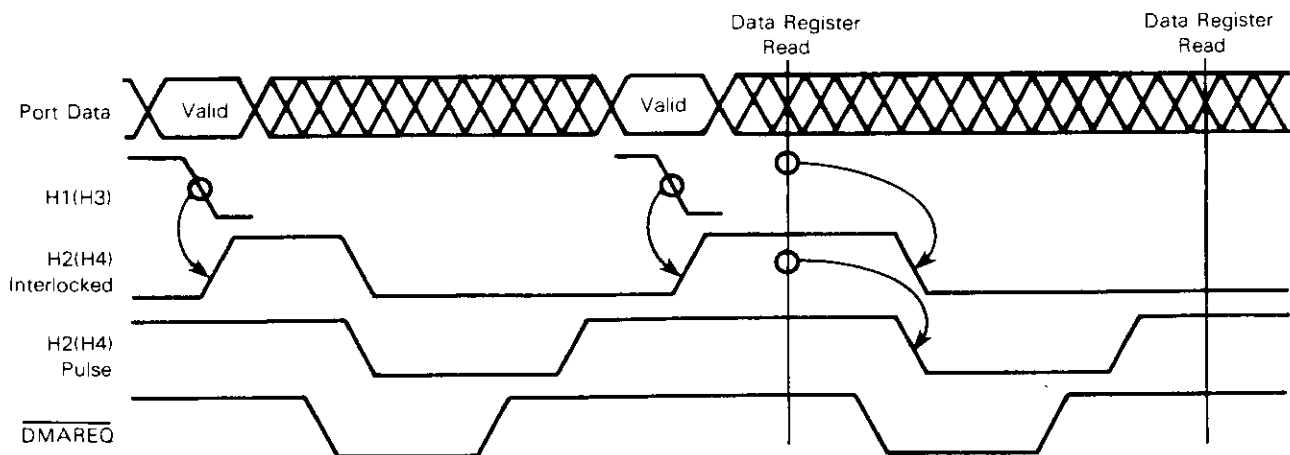 Data Register
Read
Data Register
Read
Port Data
Valid
Valid
H1(H3)
H2(H4)
Interlocked
H2(H4)
Pulse
DMAREQ